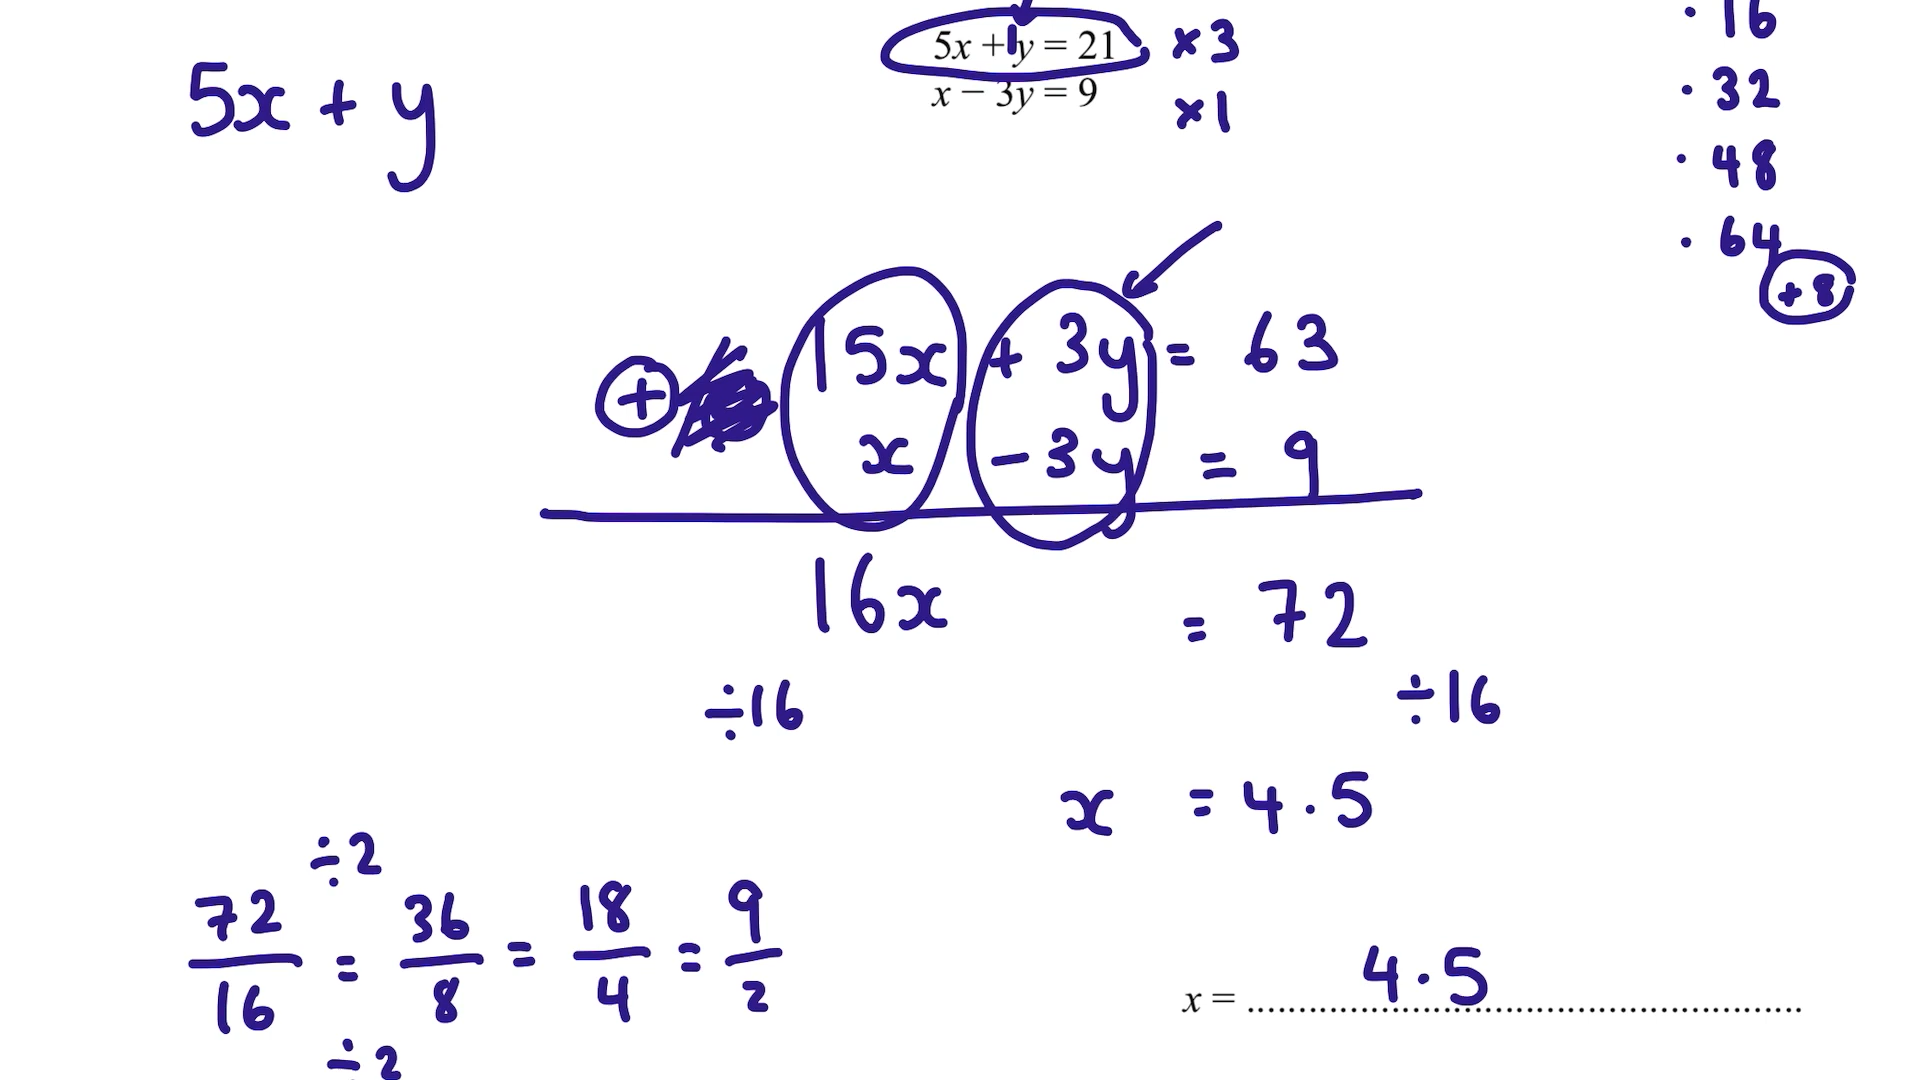 5x + 1y = 21 ×3
x − 3y = 9 ×1
5x + y
· 16
· 32
· 48
· 64
+ 8
+ 15x + 3y = 63
x − 3y = 9
16x = 72
÷16 ÷16
x = 4.5
÷2
72/16 = 36/8 = 18/4 = 9/2
÷2
x = 4.5